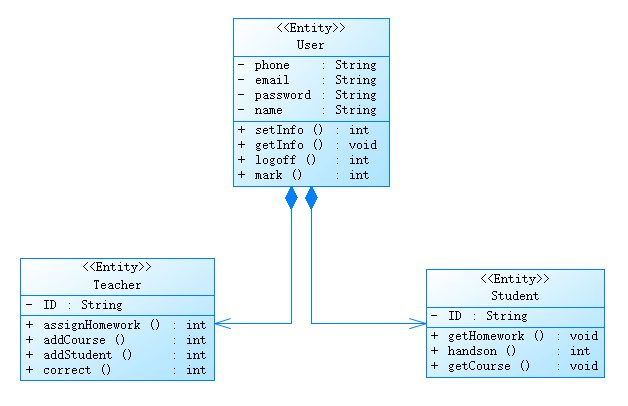 <<Entity>>
User
- phone : String
- email : String
- password : String
- name : String
+ setInfo () : int
+ getInfo () : void
+ logoff () : int
+ mark () : int
<<Entity>>
Teacher
- ID : String
+ assignHomework () : int
+ addCourse () : int
+ addStudent () : int
+ correct () : int
<<Entity>>
Student
- ID : String
+ getHomework () : void
+ handson () : int
+ getCourse () : void